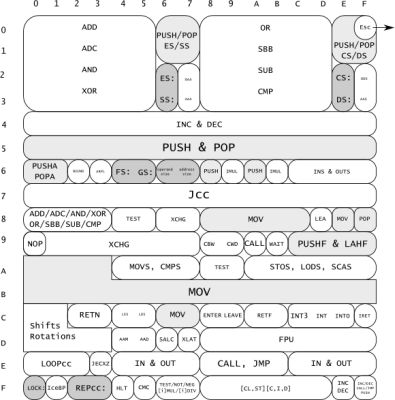 0 1 2 3 4 5 6 7 8 9 A B C D E F
0 ADD PUSH/POP ES/SS OR Esc
1 ADC SBB PUSH/POP CS/DS
2 AND ES: DAA SUB CS: DAS
3 XOR SS: AAA CMP DS: AAS
4 INC & DEC
5 PUSH & POP
6 PUSHA POPA BOUND ARPL FS: GS: operand size address size PUSH IMUL PUSH IMUL INS & OUTS
7 Jcc
8 ADD/ADC/AND/XOR OR/SBB/SUB/CMP TEST XCHG MOV LEA MOV POP
9 NOP XCHG CBW CWD CALL WAIT PUSHF & LAHF
A MOVS, CMPS TEST STOS, LODS, SCAS
B MOV
C Shifts Rotations RETN LES LDS MOV ENTER LEAVE RETF INT3 INT INTO IRET
D AAM AAD SALC XLAT FPU
E LOOPcc JECXZ IN & OUT CALL, JMP IN & OUT
F LOCK: IceBP REPcc: HLT CMC TEST/NOT/NEG [i]MUL/[i]DIV [CL,ST][C,I,D] INC DEC INC/DEC CALL/JMP PUSH